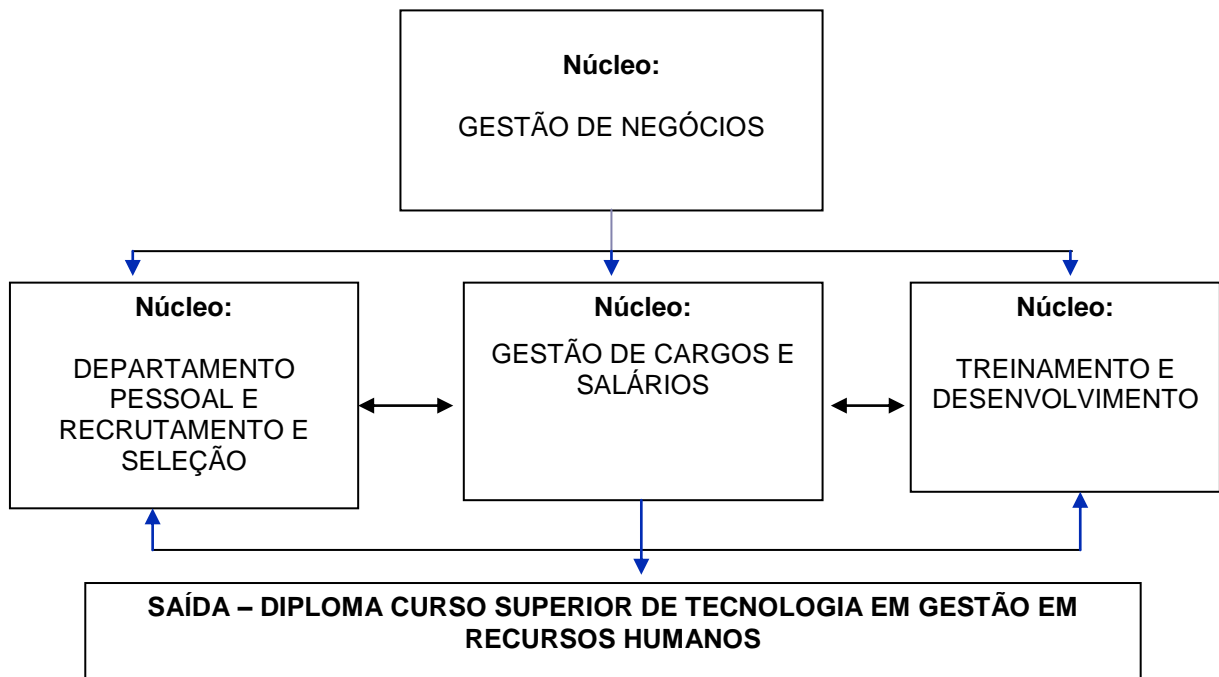 Núcleo:
GESTÃO DE NEGÓCIOS
Núcleo:
DEPARTAMENTO
PESSOAL E
RECRUTAMENTO E
SELEÇÃO
Núcleo:
GESTÃO DE CARGOS E
SALÁRIOS
Núcleo:
TREINAMENTO E
DESENVOLVIMENTO
SAÍDA – DIPLOMA CURSO SUPERIOR DE TECNOLOGIA EM GESTÃO EM
RECURSOS HUMANOS